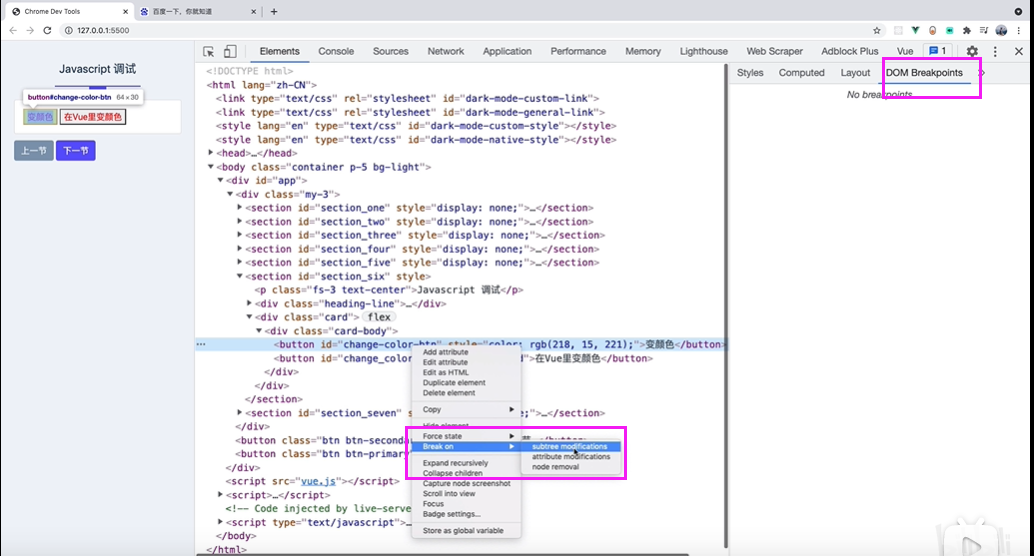 Chrome Dev Tools
百度一下，你就知道
127.0.0.1:5500
Javascript 调试
button#change-color-btn 64×30
变颜色
在Vue里变颜色
上一节
下一节
Elements Console Sources Network Application Performance Memory Lighthouse Web Scraper Adblock Plus Vue 1
Styles Computed Layout DOM Breakpoints
No breakpoints
<!DOCTYPE html>
<html lang="zh-CN">
<link type="text/css" rel="stylesheet" id="dark-mode-custom-link">
<link type="text/css" rel="stylesheet" id="dark-mode-general-link">
<style lang="en" type="text/css" id="dark-mode-custom-style"></style>
<style lang="en" type="text/css" id="dark-mode-native-style"></style>
<head>…</head>
<body class="container p-5 bg-light">
<div id="app">
<div class="my-3">
<section id="section_one" style="display: none;">…</section>
<section id="section_two" style="display: none;">…</section>
<section id="section_three" style="display: none;">…</section>
<section id="section_four" style="display: none;">…</section>
<section id="section_five" style="display: none;">…</section>
<section id="section_six" style>
<p class="fs-3 text-center">Javascript 调试</p>
<div class="heading-line">…</div>
<div class="card"> flex
<div class="card-body">
<button id="change-color-btn" style="color: rgb(218, 15, 221);">变颜色</button>
<button id="change_color d">在Vue里变颜色</button>
</div>
</div>
</section>
<section id="section_seven" e;">…</section>
</div>
<button class="btn btn-secondar </button>
<button class="btn btn-primary
</div>
<script src="vue.js"></script>
<script>…</script>
<!-- Code injected by live-serve
<script type="text/javascript">…
</body>
</html>
Add attribute
Edit attribute
Edit as HTML
Duplicate element
Delete element
Copy
Hide element
Force state
Break on
Expand recursively
Collapse children
Capture node screenshot
Scroll into view
Focus
Badge settings...
Store as global variable
subtree modifications
attribute modifications
node removal